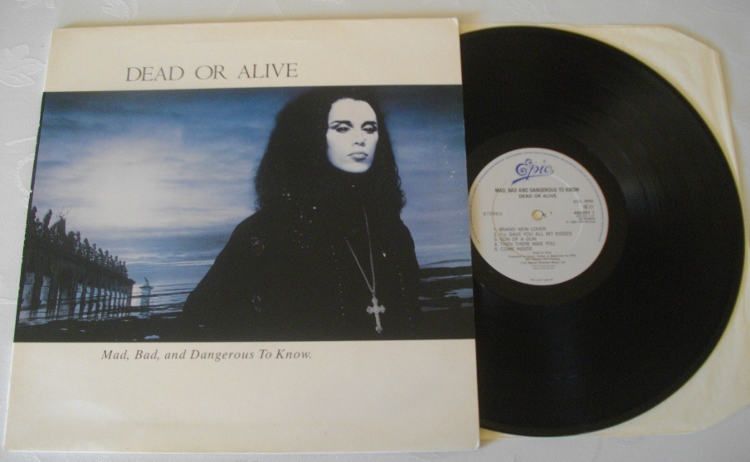 DEAD OR ALIVE
Mad, Bad, and Dangerous To Know.
Epic
MAD, BAD AND DANGEROUS TO KNOW
DEAD OR ALIVE
STEREO
1. BRAND NEW LOVER
2. I'LL SAVE YOU ALL MY KISSES
3. SON OF A GUN
4. THEN THERE WAS YOU
5. COME INSIDE